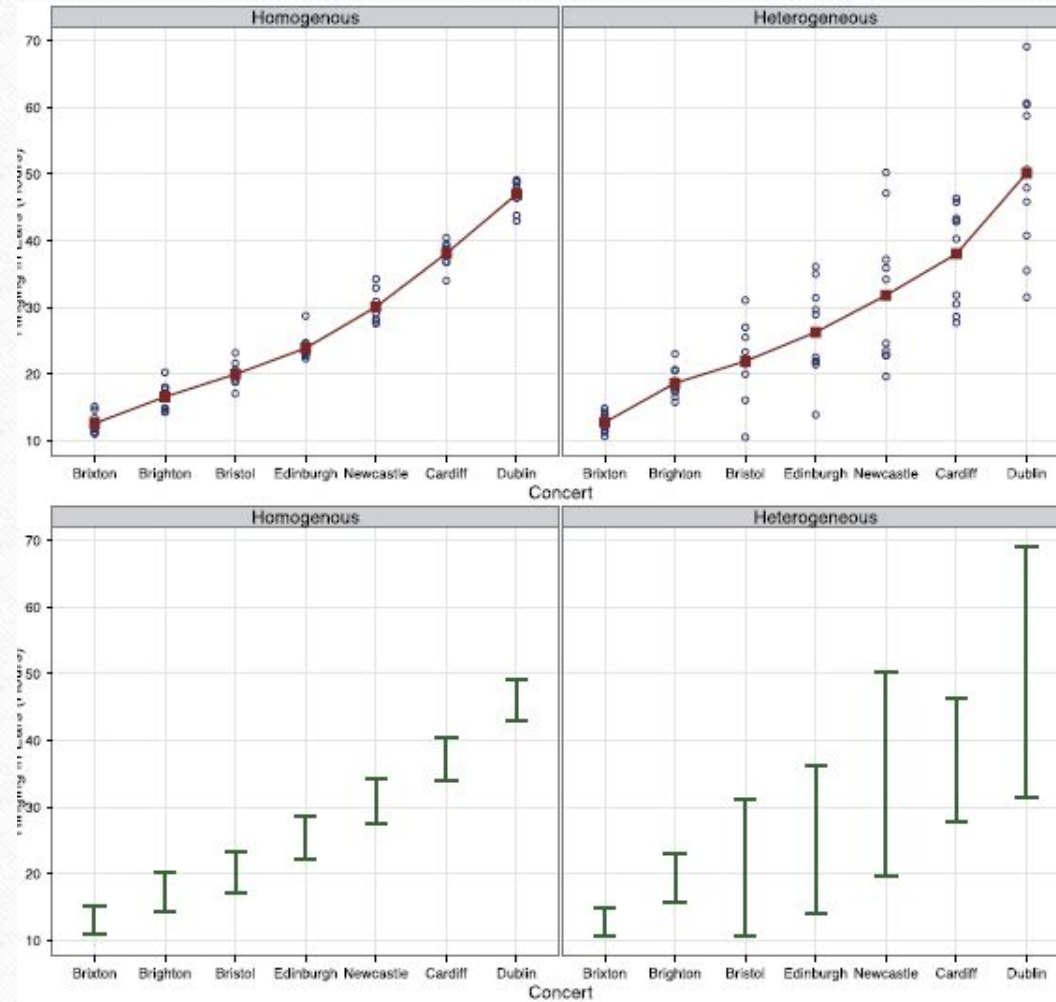 Homogenous Heterogeneous
70
60
50
40
30
20
10
Brixton Brighton Bristol Edinburgh Newcastle Cardiff Dublin Brixton Brighton Bristol Edinburgh Newcastle Cardiff Dublin
Concert
Homogenous Heterogeneous
70
60
50
40
30
20
10
Brixton Brighton Bristol Edinburgh Newcastle Cardiff Dublin Brixton Brighton Bristol Edinburgh Newcastle Cardiff Dublin
Concert